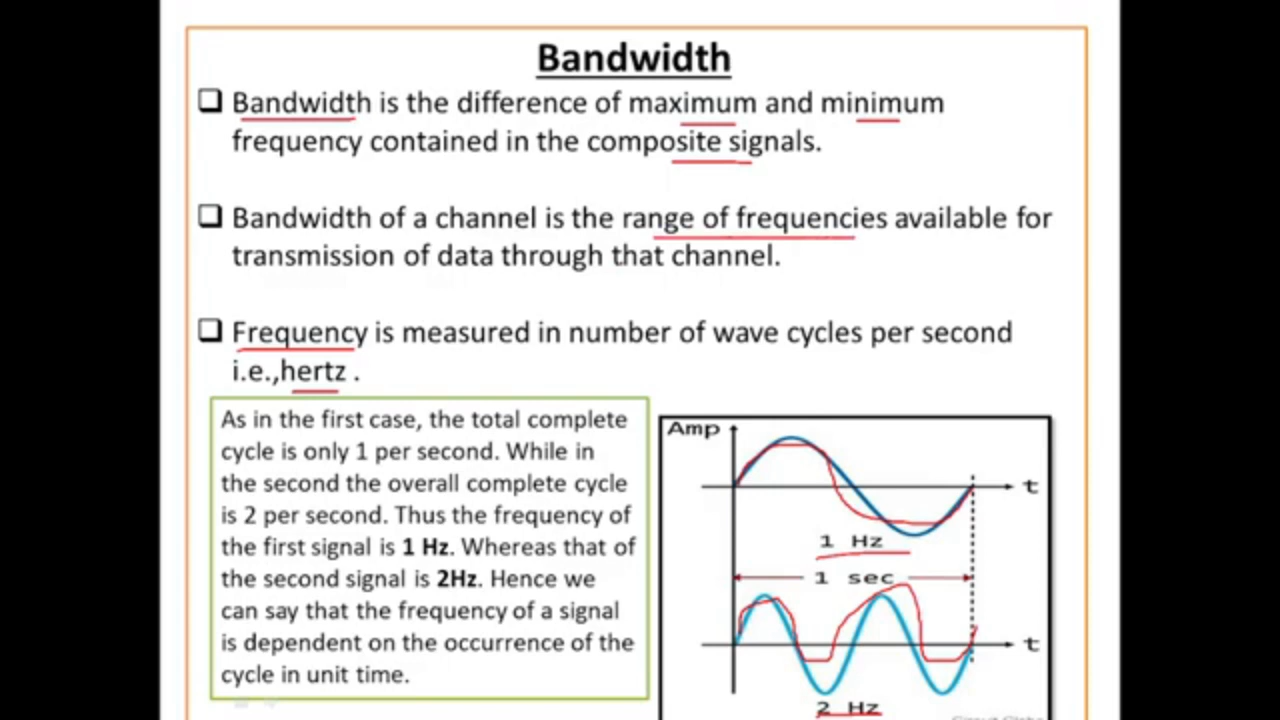 Bandwidth
Bandwidth is the difference of maximum and minimum
frequency contained in the composite signals.
Bandwidth of a channel is the range of frequencies available for
transmission of data through that channel.
Frequency is measured in number of wave cycles per second
i.e.,hertz .
As in the first case, the total complete
cycle is only 1 per second. While in
the second the overall complete cycle
is 2 per second. Thus the frequency of
the first signal is 1 Hz. Whereas that of
the second signal is 2Hz. Hence we
can say that the frequency of a signal
is dependent on the occurrence of the
cycle in unit time.
Amp
t
1 Hz
1 sec
t
2 Hz